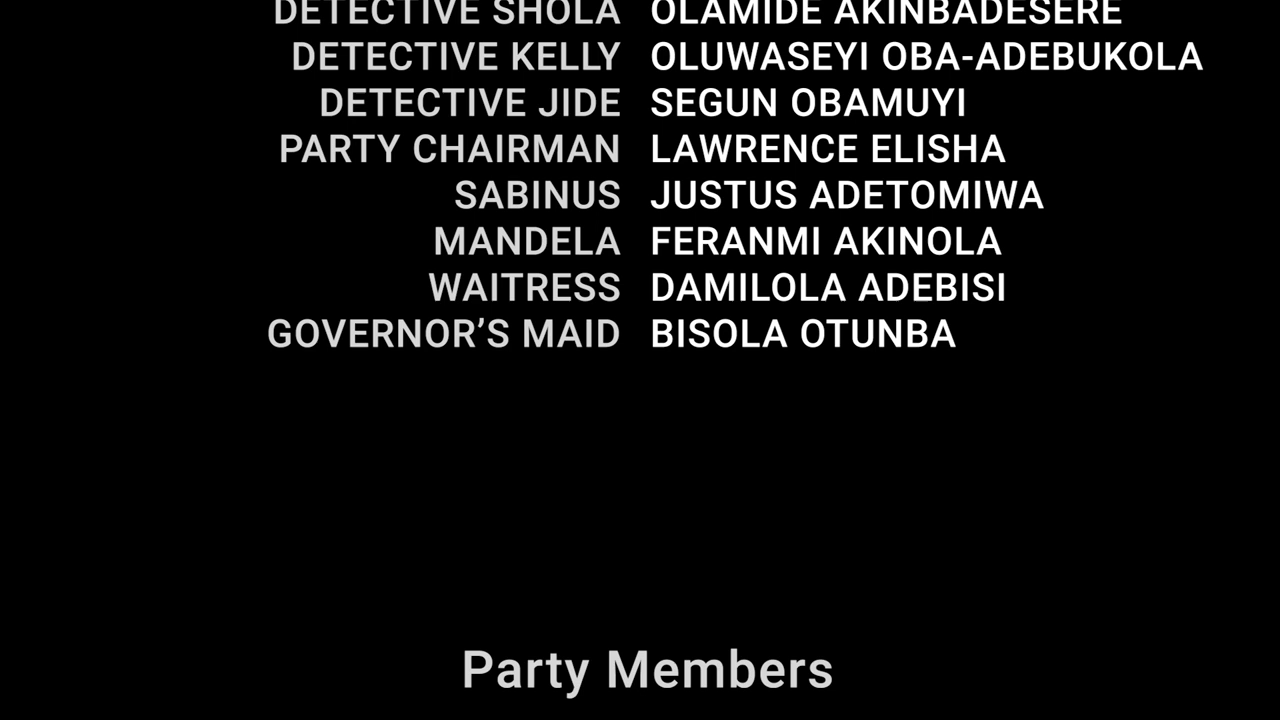 DETECTIVE SHOLA OLAMIDE AKINBADESERE
DETECTIVE KELLY OLUWASEYI OBA-ADEBUKOLA
DETECTIVE JIDE SEGUN OBAMUYI
PARTY CHAIRMAN LAWRENCE ELISHA
SABINUS JUSTUS ADETOMIWA
MANDELA FERANMI AKINOLA
WAITRESS DAMILOLA ADEBISI
GOVERNOR’S MAID BISOLA OTUNBA
Party Members